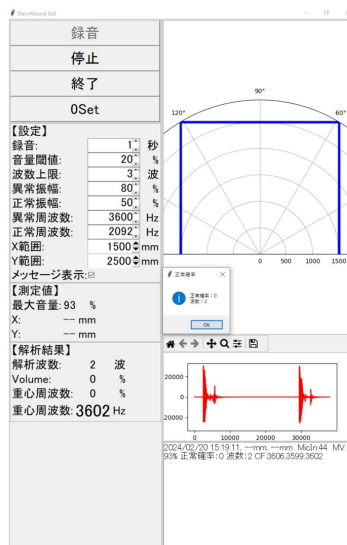 DaonRecord GUI
録音
停止
終了
0Set
【設定】
録音: 1 秒
音量閾値: 20 %
波数上限: 3 波
異常振幅: 80 %
正常振幅: 50 %
異常周波数: 3600 Hz
正常周波数: 2092 Hz
X範囲: 1500 mm
Y範囲: 2500 mm
メッセージ表示:
【測定値】
最大音量: 93 %
X: -- mm
Y: -- mm
【解析結果】
解析波数: 2 波
Volume: 0 %
重心周波数: 0 %
重心周波数: 3602 Hz
90°
120°
60°
0 500 1000 1500
正常確率
正常確率:0
波数:2
OK
20000
0
20000
0 10000 20000 30000
2024/02/20 15:19:11, ---mm, ---mm MicIn:44 MV:
93% 正常確率:0 波数:2 CF:3606.3599:3602